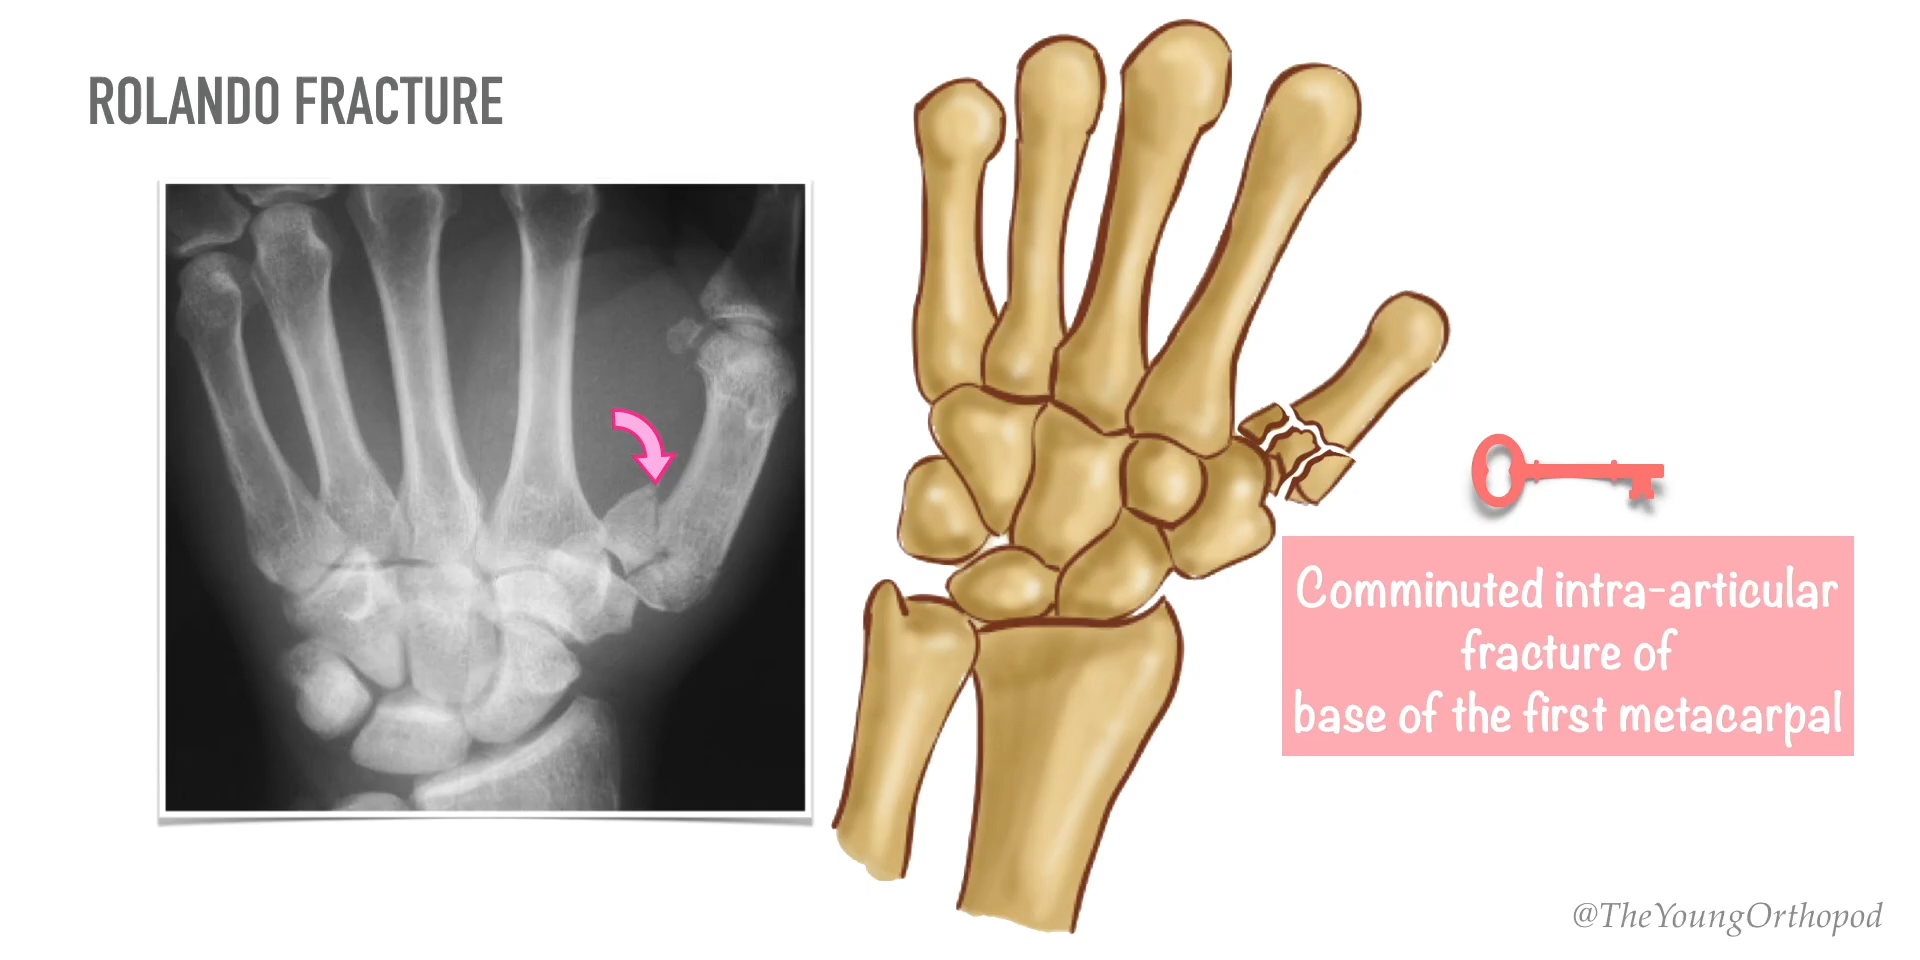 ROLANDO FRACTURE
Comminuted intra-articular
fracture of
base of the first metacarpal
@TheYoungOrthopod